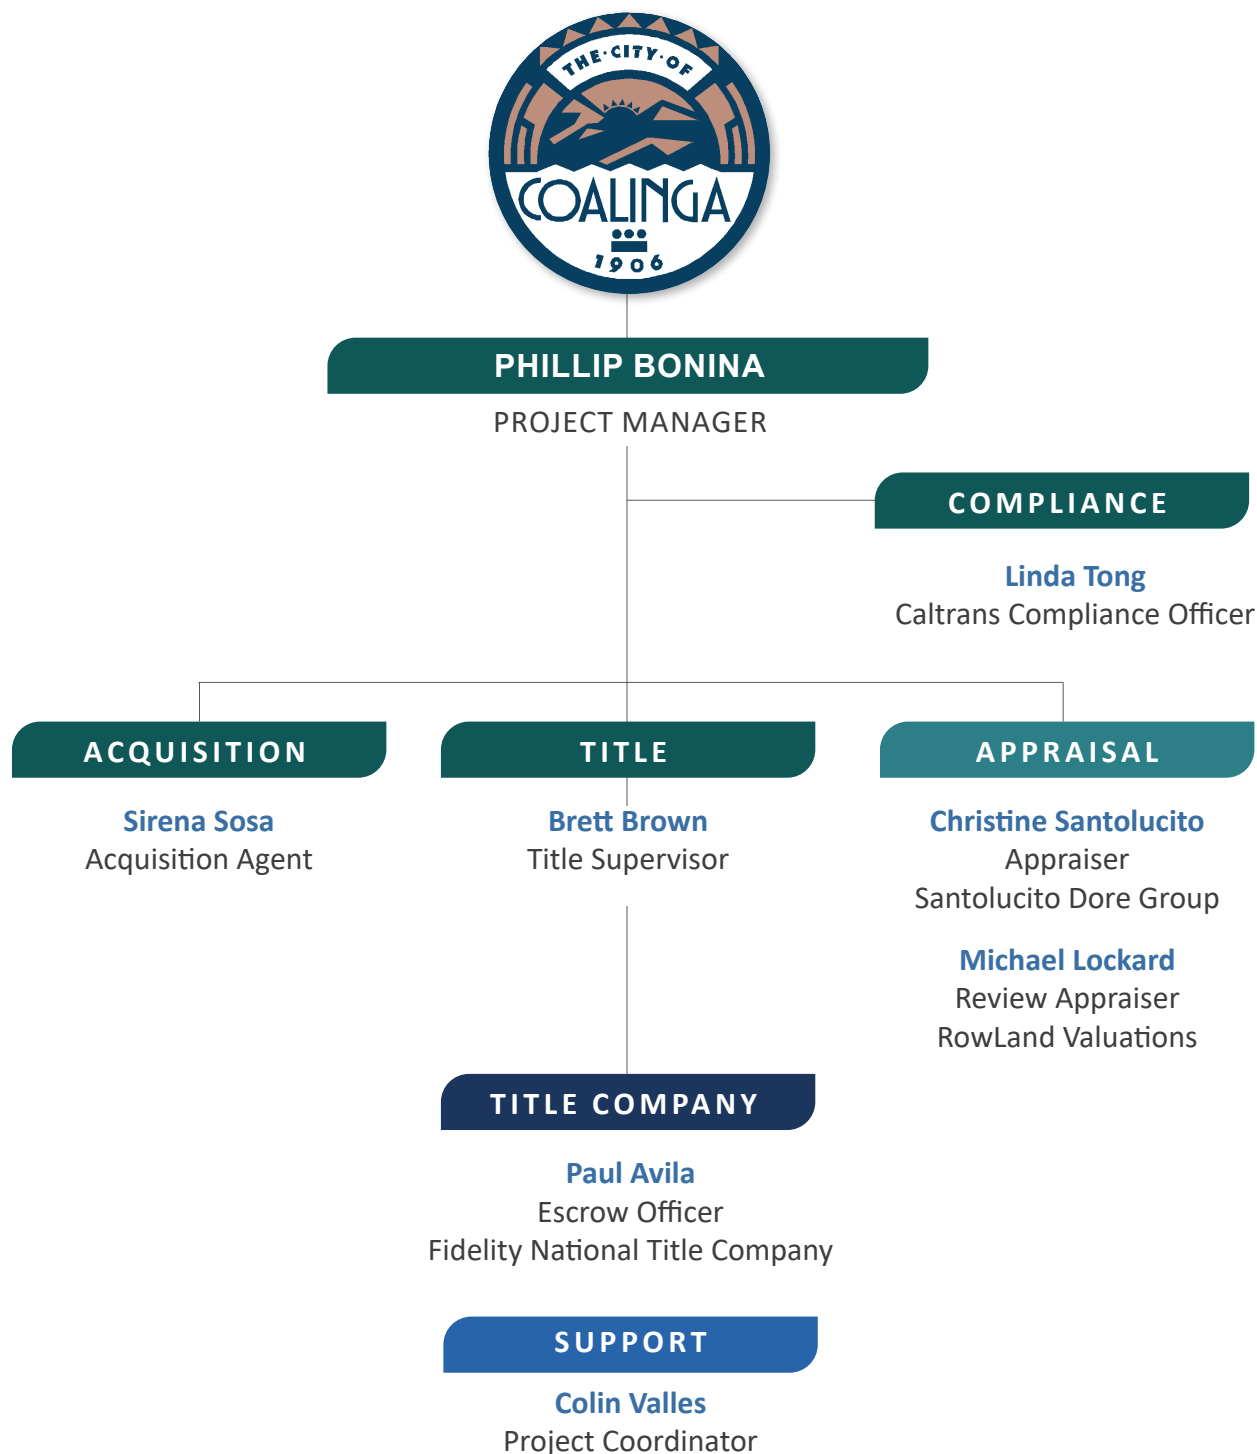 THE·CITY·OF
COALINGA
1906
PHILLIP BONINA
PROJECT MANAGER
COMPLIANCE
Linda Tong
Caltrans Compliance Officer
ACQUISITION
Sirena Sosa
Acquisition Agent
TITLE
Brett Brown
Title Supervisor
APPRAISAL
Christine Santolucito
Appraiser
Santolucito Dore Group
Michael Lockard
Review Appraiser
RowLand Valuations
TITLE COMPANY
Paul Avila
Escrow Officer
Fidelity National Title Company
SUPPORT
Colin Valles
Project Coordinator